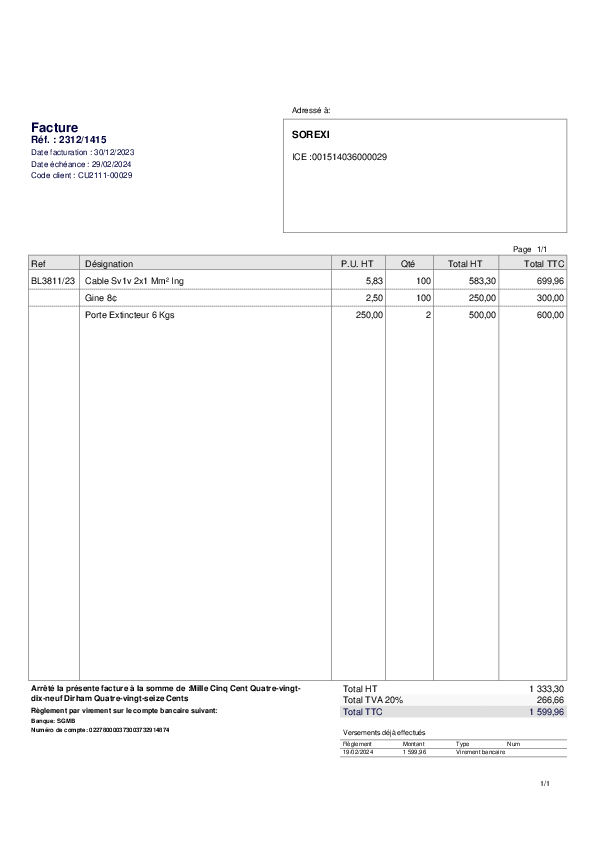 Adressé à:
Facture
Réf. : 2312/1415
Date facturation : 30/12/2023
Date échéance : 29/02/2024
Code client : CU2111-00029
SOREXI
ICE :001514036000029
Page 1/1
Ref Désignation P.U. HT Qté Total HT Total TTC
BL3811/23 Cable Sv1v 2x1 Mm² Ing 5,83 100 583,30 699,96
Gine 8¢ 2,50 100 250,00 300,00
Porte Extincteur 6 Kgs 250,00 2 500,00 600,00
Arrêté la présente facture à la somme de :Mille Cinq Cent Quatre-vingt-
dix-neuf Dirham Quatre-vingt-seize Cents
Règlement par virement sur le compte bancaire suivant:
Banque: SGMB
Numéro de compte: 022780000373003732914874
Total HT 1 333,30
Total TVA 20% 266,66
Total TTC 1 599,96
Versements déjà effectués
Règlement Montant Type Num
19/02/2024 1 599,96 Virement bancaire
1/1